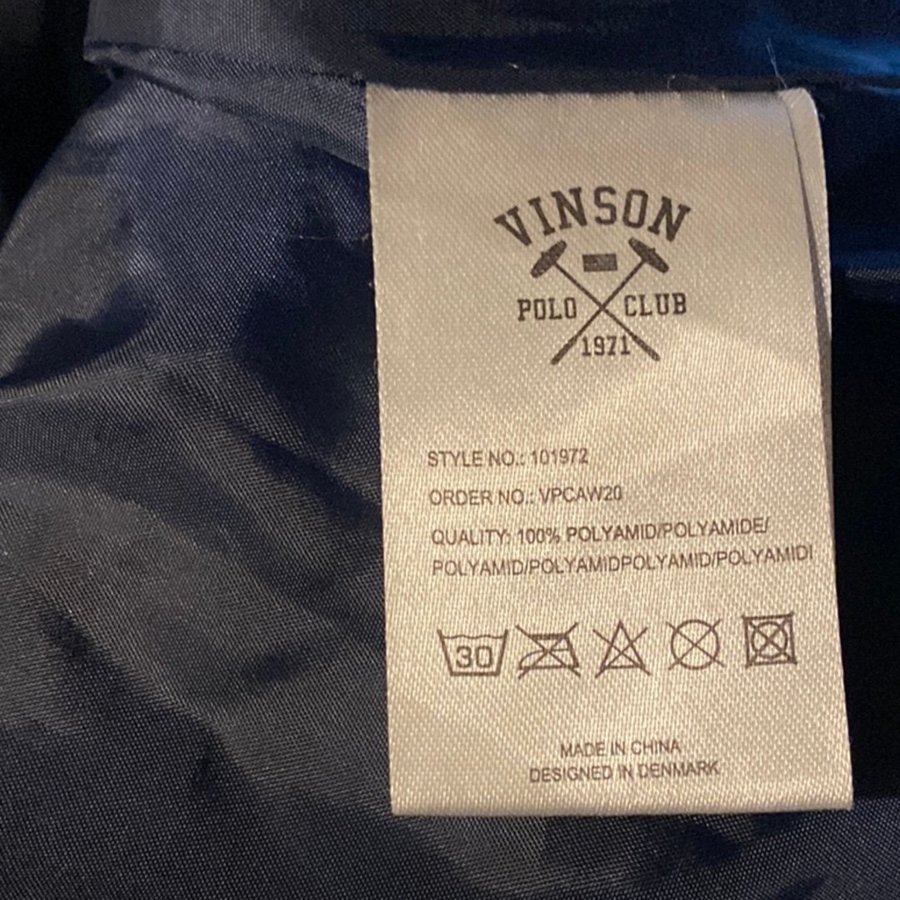 VINSON
POLO CLUB
1971
STYLE NO.: 101972
ORDER NO.: VPCAW20
QUALITY: 100% POLYAMID/POLYAMIDE/
POLYAMID/POLYAMIDPOLYAMID/POLYAMIDI
30
MADE IN CHINA
DESIGNED IN DENMARK